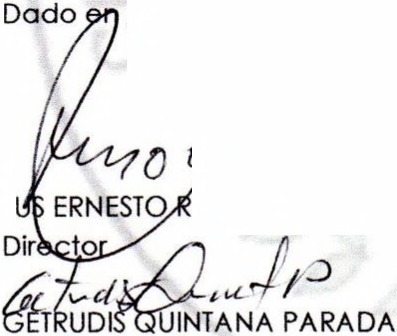 Dado en
US ERNESTO R
Director
GETRUDIS QUINTANA PARADA